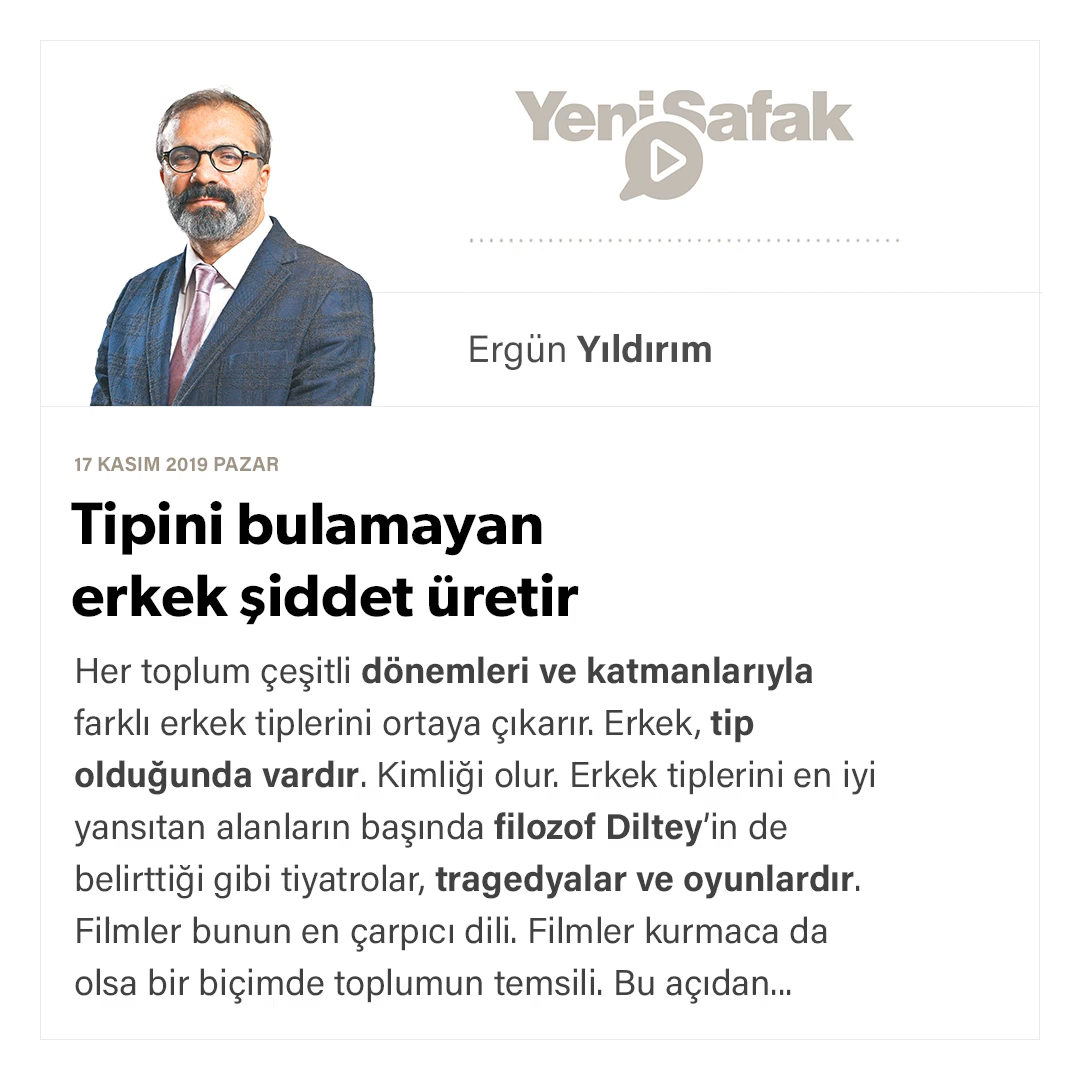 YeniŞafak
Ergün Yıldırım
17 KASIM 2019 PAZAR
Tipini bulamayan
erkek şiddet üretir
Her toplum çeşitli dönemleri ve katmanlarıyla
farklı erkek tiplerini ortaya çıkarır. Erkek, tip
olduğunda vardır. Kimliği olur. Erkek tiplerini en iyi
yansıtan alanların başında filozof Diltey'in de
belirttiği gibi tiyatrolar, tragedyalar ve oyunlardır.
Filmler bunun en çarpıcı dili. Filmler kurmaca da
olsa bir biçimde toplumun temsili. Bu açıdan...